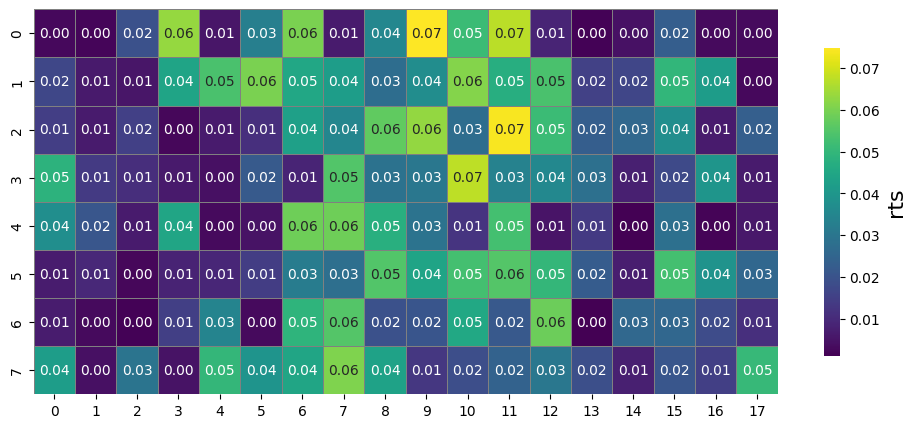 0 0.00 0.00 0.02 0.06 0.01 0.03 0.06 0.01 0.04 0.07 0.05 0.07 0.01 0.00 0.00 0.02 0.00 0.00
1 0.02 0.01 0.01 0.04 0.05 0.06 0.05 0.04 0.03 0.04 0.06 0.05 0.05 0.02 0.02 0.05 0.04 0.00
2 0.01 0.01 0.02 0.00 0.01 0.01 0.04 0.04 0.06 0.06 0.03 0.07 0.05 0.02 0.03 0.04 0.01 0.02
3 0.05 0.01 0.01 0.01 0.00 0.02 0.01 0.05 0.03 0.03 0.07 0.03 0.04 0.03 0.01 0.02 0.04 0.01
4 0.04 0.02 0.01 0.04 0.00 0.00 0.06 0.06 0.05 0.03 0.01 0.05 0.01 0.01 0.00 0.03 0.00 0.01
5 0.01 0.01 0.00 0.01 0.01 0.01 0.03 0.03 0.05 0.04 0.05 0.06 0.05 0.02 0.01 0.05 0.04 0.03
6 0.01 0.00 0.00 0.01 0.03 0.00 0.05 0.06 0.02 0.02 0.05 0.02 0.06 0.00 0.03 0.03 0.02 0.01
7 0.04 0.00 0.03 0.00 0.05 0.04 0.04 0.06 0.04 0.01 0.02 0.02 0.03 0.02 0.01 0.02 0.01 0.05
0 1 2 3 4 5 6 7 8 9 10 11 12 13 14 15 16 17
0.07
0.06
0.05
0.04
0.03
0.02
0.01
rts